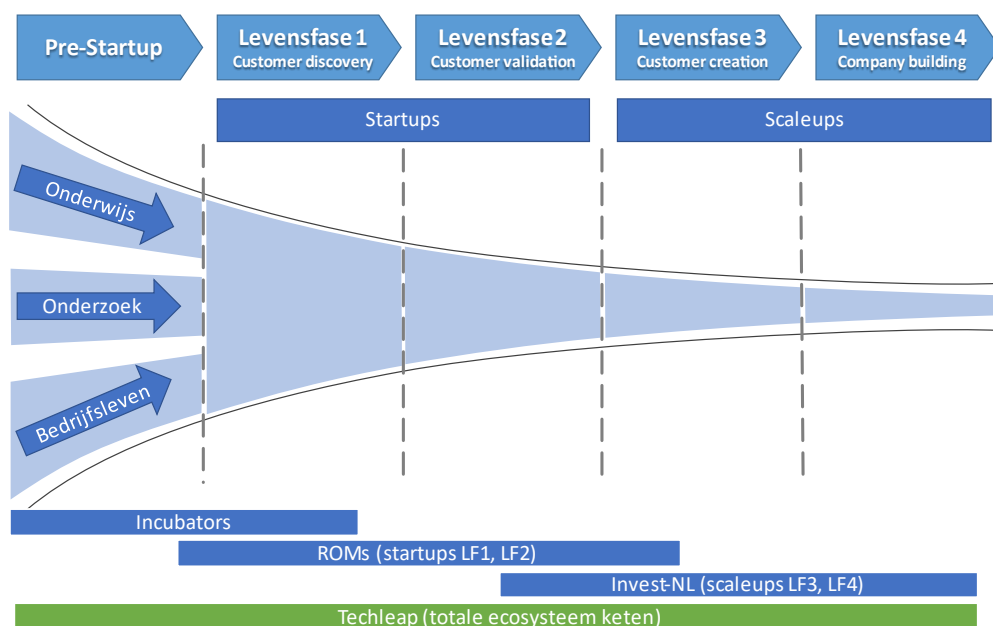 Pre-Startup
Levensfase 1
Customer discovery
Levensfase 2
Customer validation
Levensfase 3
Customer creation
Levensfase 4
Company building
Startups
Scaleups
Onderwijs
Onderzoek
Bedrijfsleven
Incubators
ROMs (startups LF1, LF2)
Invest-NL (scaleups LF3, LF4)
Techleap (totale ecosysteem keten)